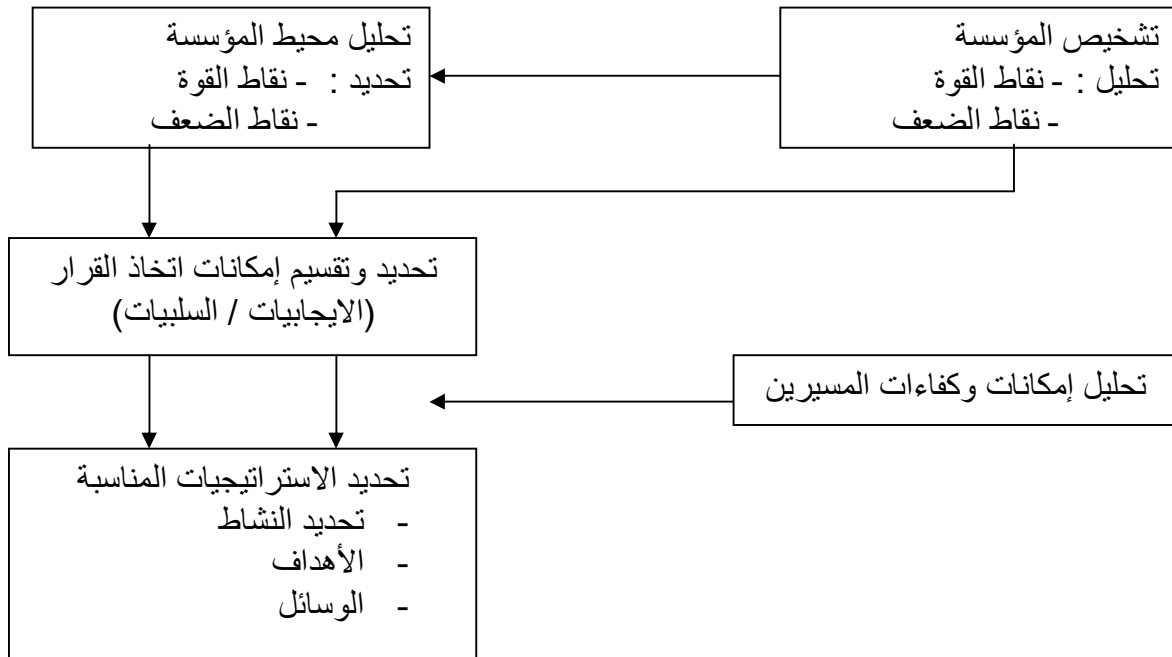 تشخيص المؤسسة
تحليل : - نقاط القوة
- نقاط الضعف
تحليل محيط المؤسسة
تحديد : - نقاط القوة
- نقاط الضعف
تحديد وتقسيم إمكانات اتخاذ القرار
(الايجابيات / السلبيات)
تحليل إمكانات وكفاءات المسيرين
تحديد الاستراتيجيات المناسبة
- تحديد النشاط
- الأهداف
- الوسائل